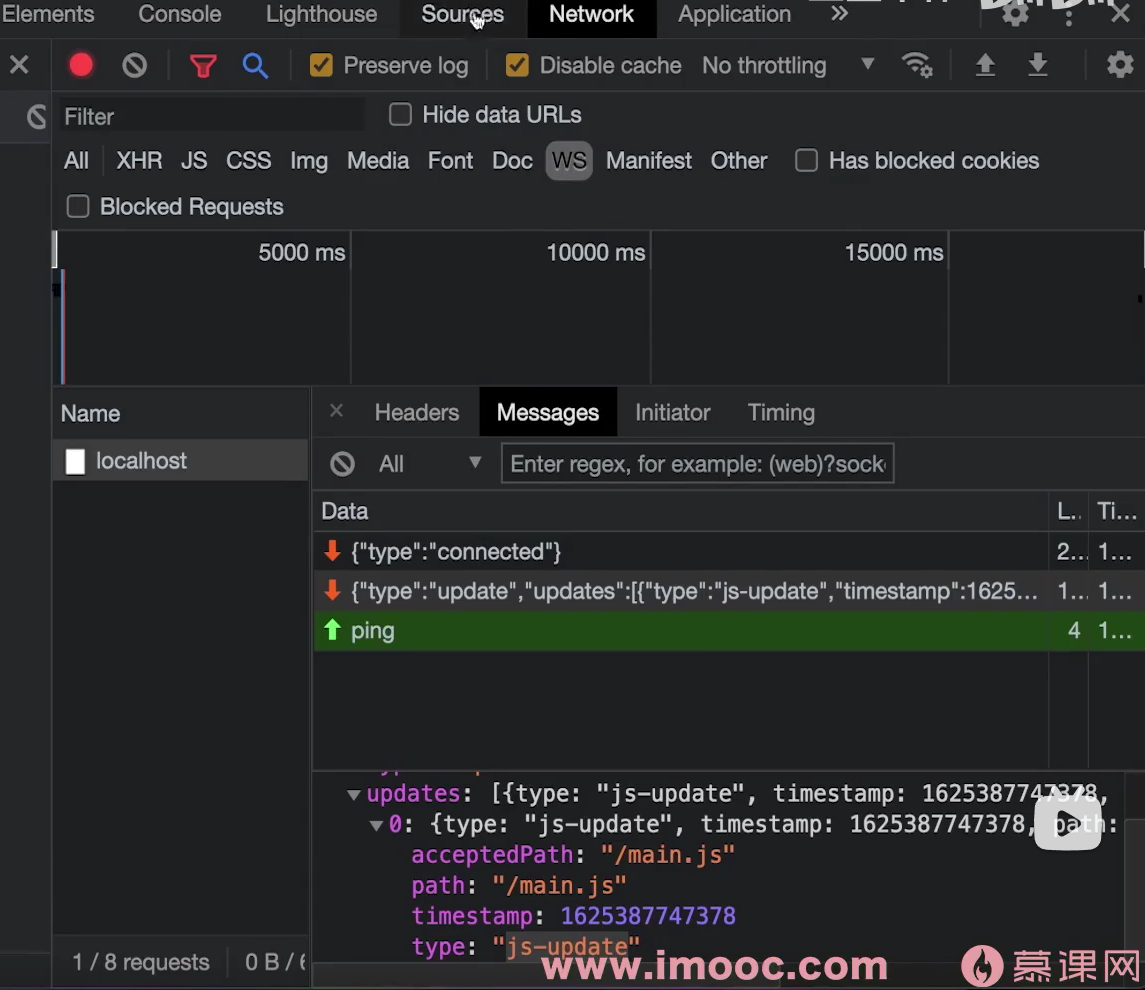 Elements Console Lighthouse Sources Network Application
Preserve log Disable cache No throttling
Filter Hide data URLs
All XHR JS CSS Img Media Font Doc WS Manifest Other Has blocked cookies
Blocked Requests
5000 ms 10000 ms 15000 ms
Name Headers Messages Initiator Timing
localhost
All Enter regex, for example: (web)?sock
Data L... Ti...
{"type":"connected"} 2... 1...
{"type":"update","updates":[{"type":"js-update","timestamp":1625... 1... 1...
ping 4 1...
updates: [{type: "js-update", timestamp: 1625387747378,
0: {type: "js-update", timestamp: 1625387747378, path:
acceptedPath: "/main.js"
path: "/main.js"
timestamp: 1625387747378
type: "js-update"
1 / 8 requests 0 B /
www.imooc.com 慕课网